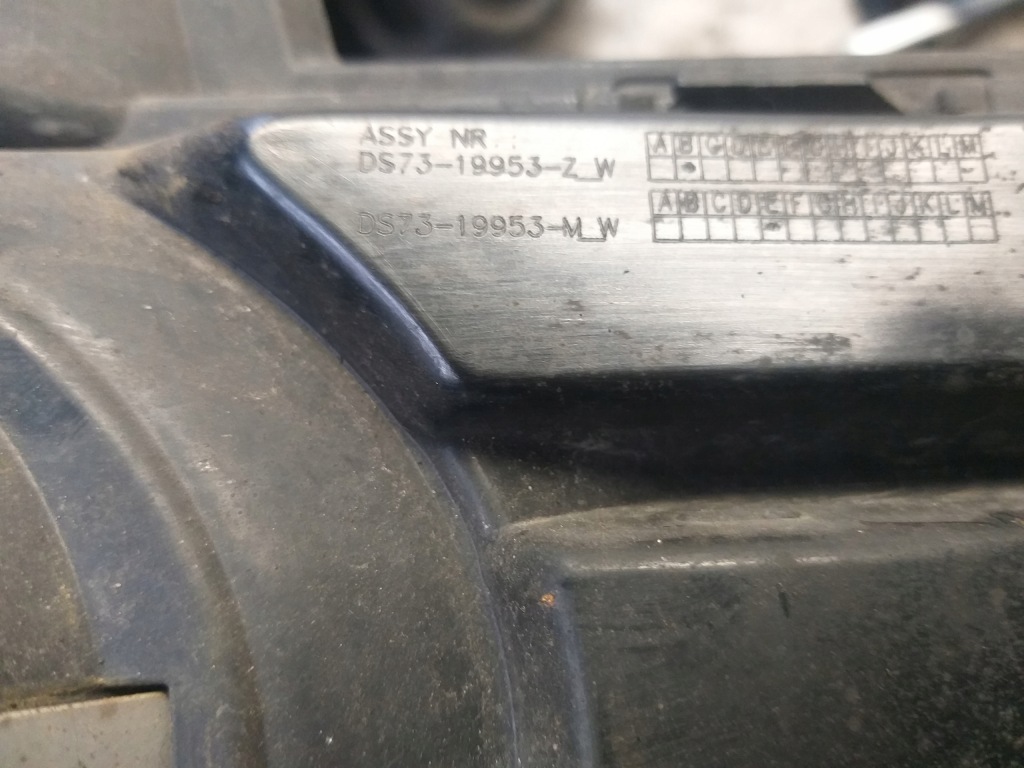 ASSY NR
DS73-19953-Z_W
A B C D E F G H I J K L M
DS73-19953-M_W
A B C D E F G H I J K L M